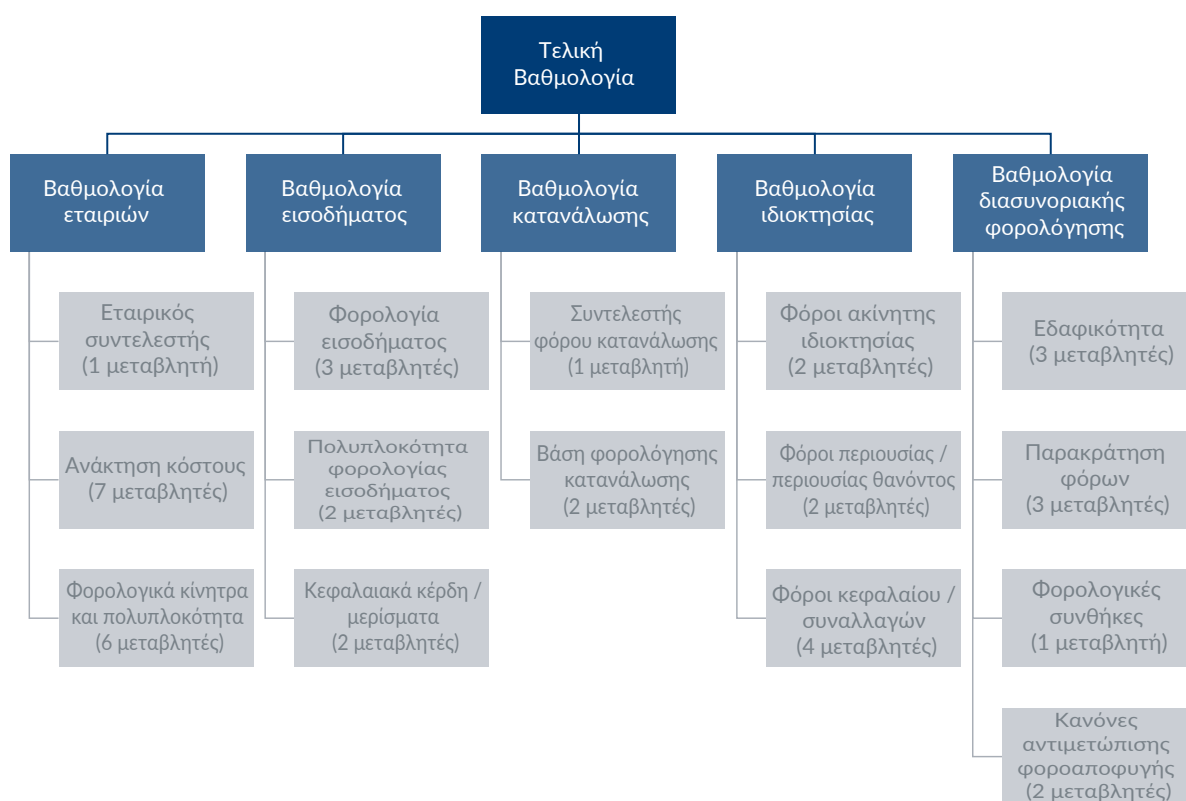 Τελική
Βαθμολογία
Βαθμολογία
εταιριών
Βαθμολογία
εισοδήματος
Βαθμολογία
κατανάλωσης
Βαθμολογία
ιδιοκτησίας
Βαθμολογία
διασυνοριακής
φορολόγησης
Εταιρικός
συντελεστής
(1 μεταβλητή)
Φορολογία
εισοδήματος
(3 μεταβλητές)
Συντελεστής
φόρου κατανάλωσης
(1 μεταβλητή)
Φόροι ακίνητης
ιδιοκτησίας
(2 μεταβλητές)
Εδαφικότητα
(3 μεταβλητές)
Ανάκτηση κόστους
(7 μεταβλητές)
Πολυπλοκότητα
φορολογίας
εισοδήματος
(2 μεταβλητές)
Βάση φορολόγησης
κατανάλωσης
(2 μεταβλητές)
Φόροι περιουσίας /
περιουσίας θανόντος
(2 μεταβλητές)
Παρακράτηση
φόρων
(3 μεταβλητές)
Φορολογικά κίνητρα
και πολυπλοκότητα
(6 μεταβλητές)
Κεφαλαιακά κέρδη /
μερίσματα
(2 μεταβλητές)
Φόροι κεφαλαίου /
συναλλαγών
(4 μεταβλητές)
Φορολογικές
συνθήκες
(1 μεταβλητή)
Κανόνες
αντιμετώπισης
φοροαποφυγής
(2 μεταβλητές)